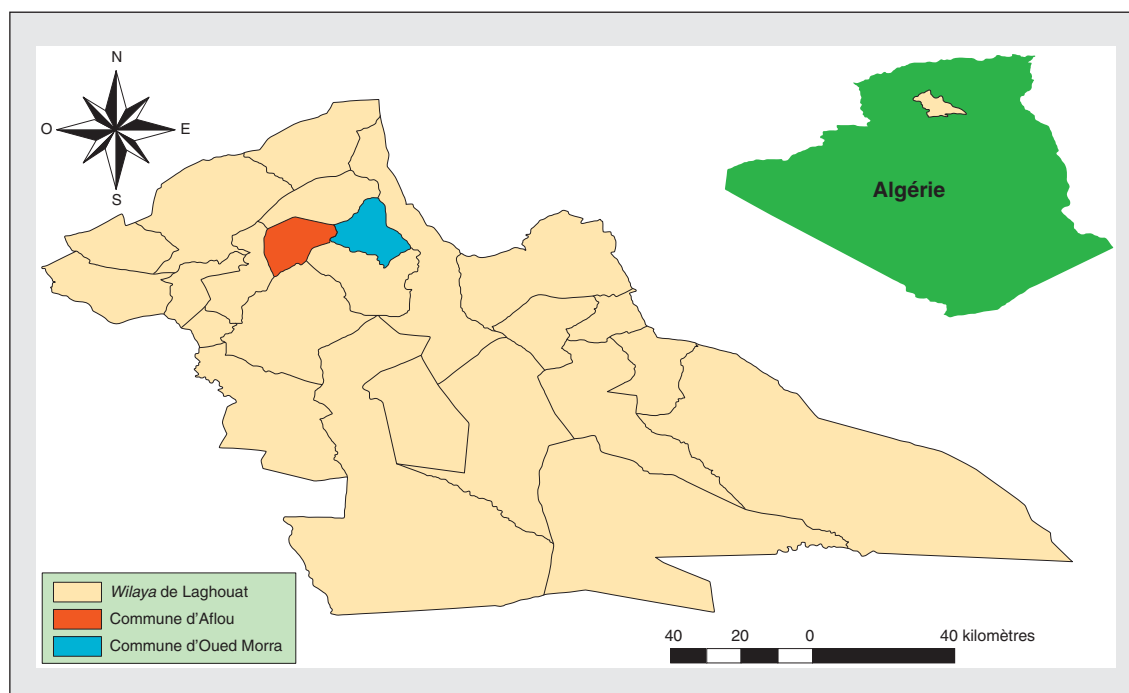 N
O E
S
Algérie
Wilaya de Laghouat
Commune d'Aflou
Commune d'Oued Morra
40 20 0 40 kilomètres